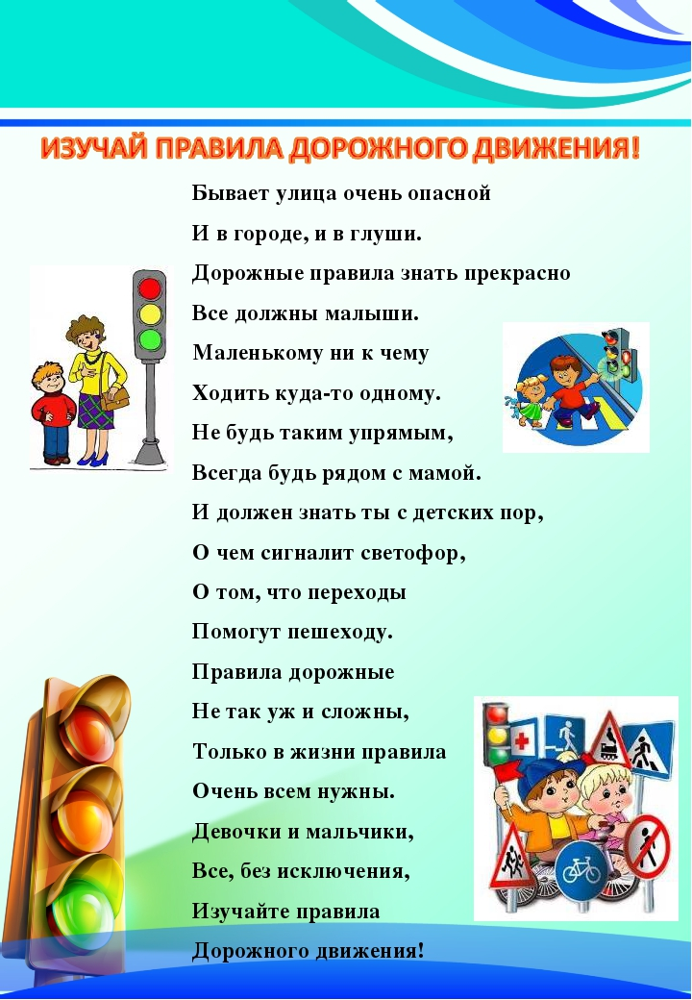 ИЗУЧАЙ ПРАВИЛА ДОРОЖНОГО ДВИЖЕНИЯ!
Бывает улица очень опасной
И в городе, и в глуши.
Дорожные правила знать прекрасно
Все должны малыши.
Маленькому ни к чему
Ходить куда-то одному.
Не будь таким упрямым,
Всегда будь рядом с мамой.
И должен знать ты с детских пор,
О чем сигналит светофор,
О том, что переходы
Помогут пешеходу.
Правила дорожные
Не так уж и сложны,
Только в жизни правила
Очень всем нужны.
Девочки и мальчики,
Все, без исключения,
Изучайте правила
Дорожного движения!